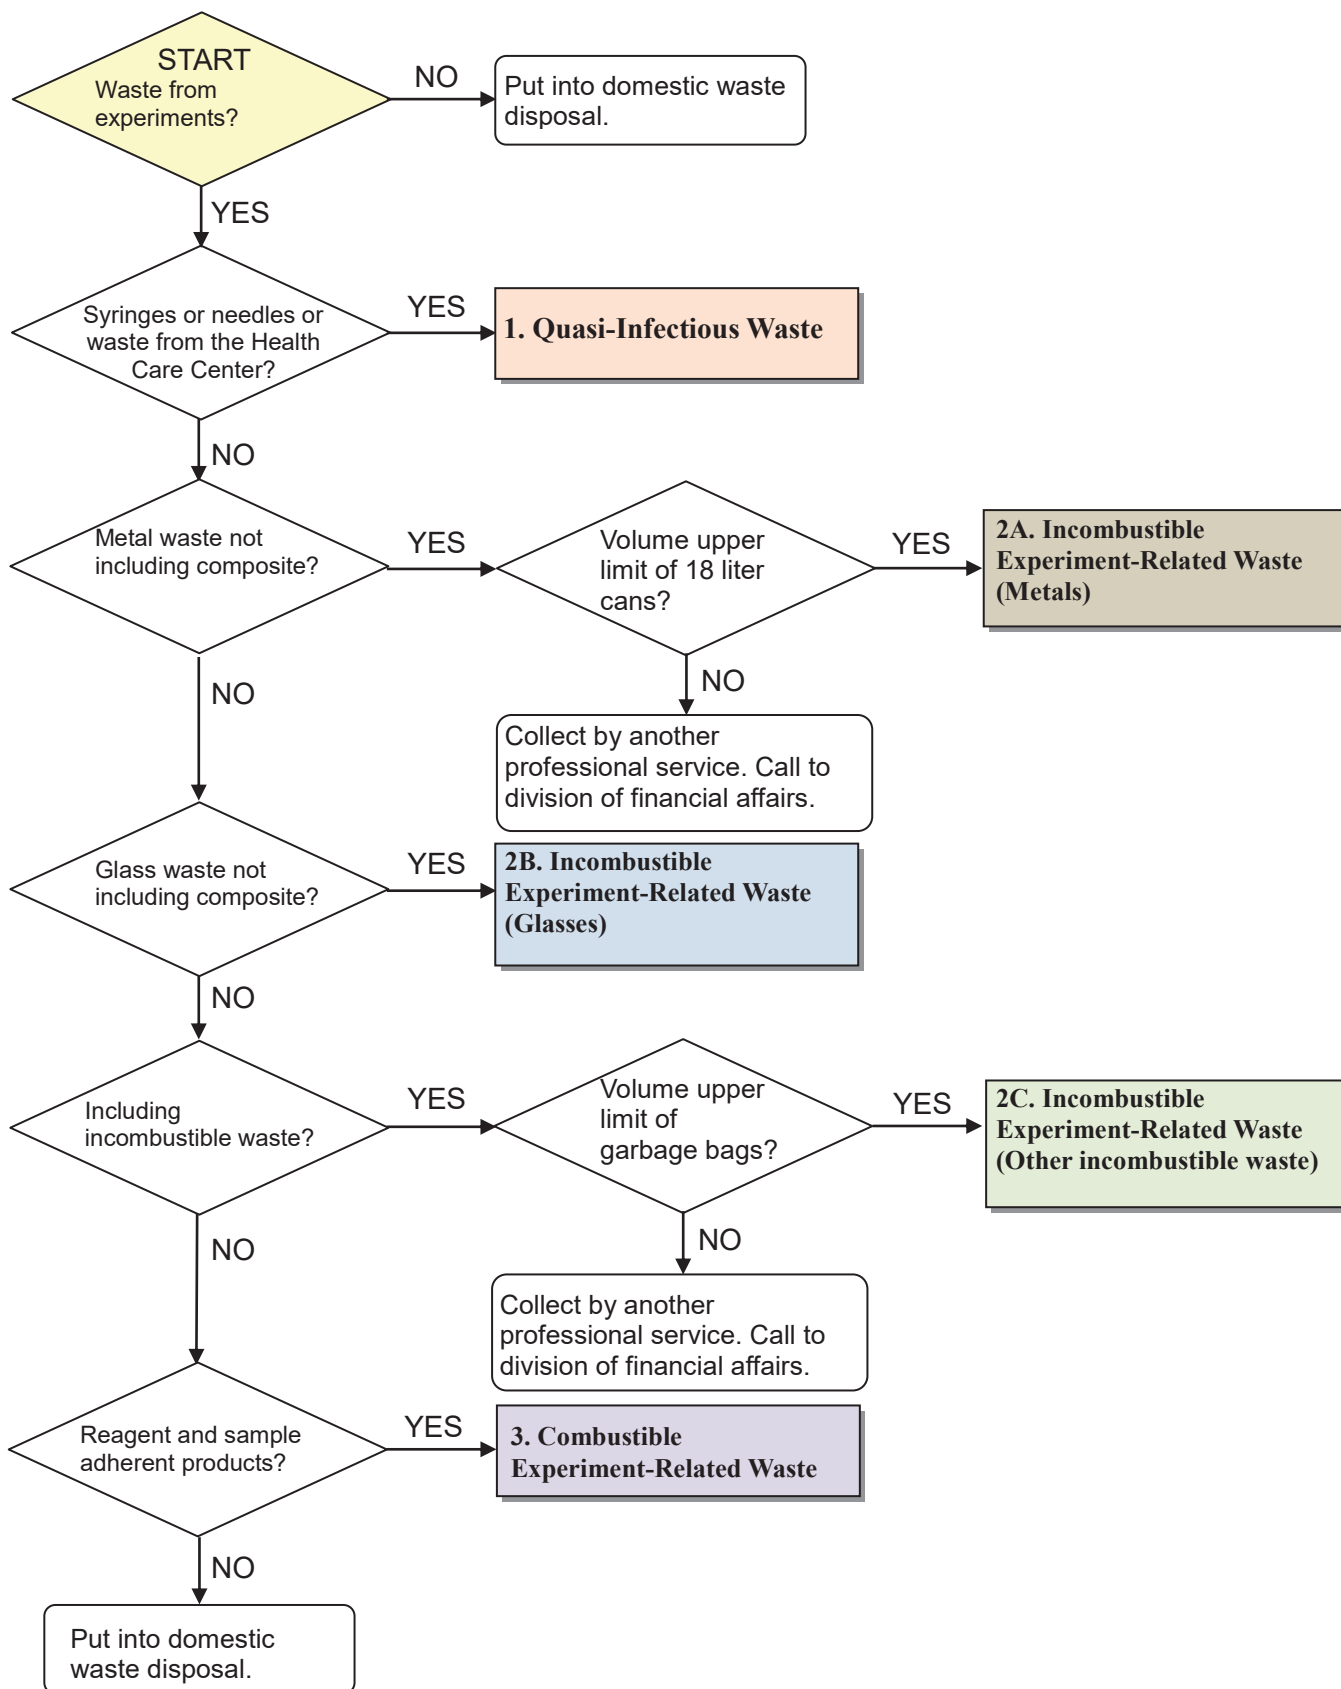 START
Waste from
experiments?
NO
Put into domestic waste
disposal.
YES
Syringes or needles or
waste from the Health
Care Center?
YES
1. Quasi-Infectious Waste
NO
Metal waste not
including composite?
YES
Volume upper
limit of 18 liter
cans?
YES
2A. Incombustible
Experiment-Related Waste
(Metals)
NO
Collect by another
professional service. Call to
division of financial affairs.
NO
Glass waste not
including composite?
YES
2B. Incombustible
Experiment-Related Waste
(Glasses)
NO
Including
incombustible waste?
YES
Volume upper
limit of
garbage bags?
YES
2C. Incombustible
Experiment-Related Waste
(Other incombustible waste)
NO
Collect by another
professional service. Call to
division of financial affairs.
NO
Reagent and sample
adherent products?
YES
3. Combustible
Experiment-Related Waste
NO
Put into domestic
waste disposal.